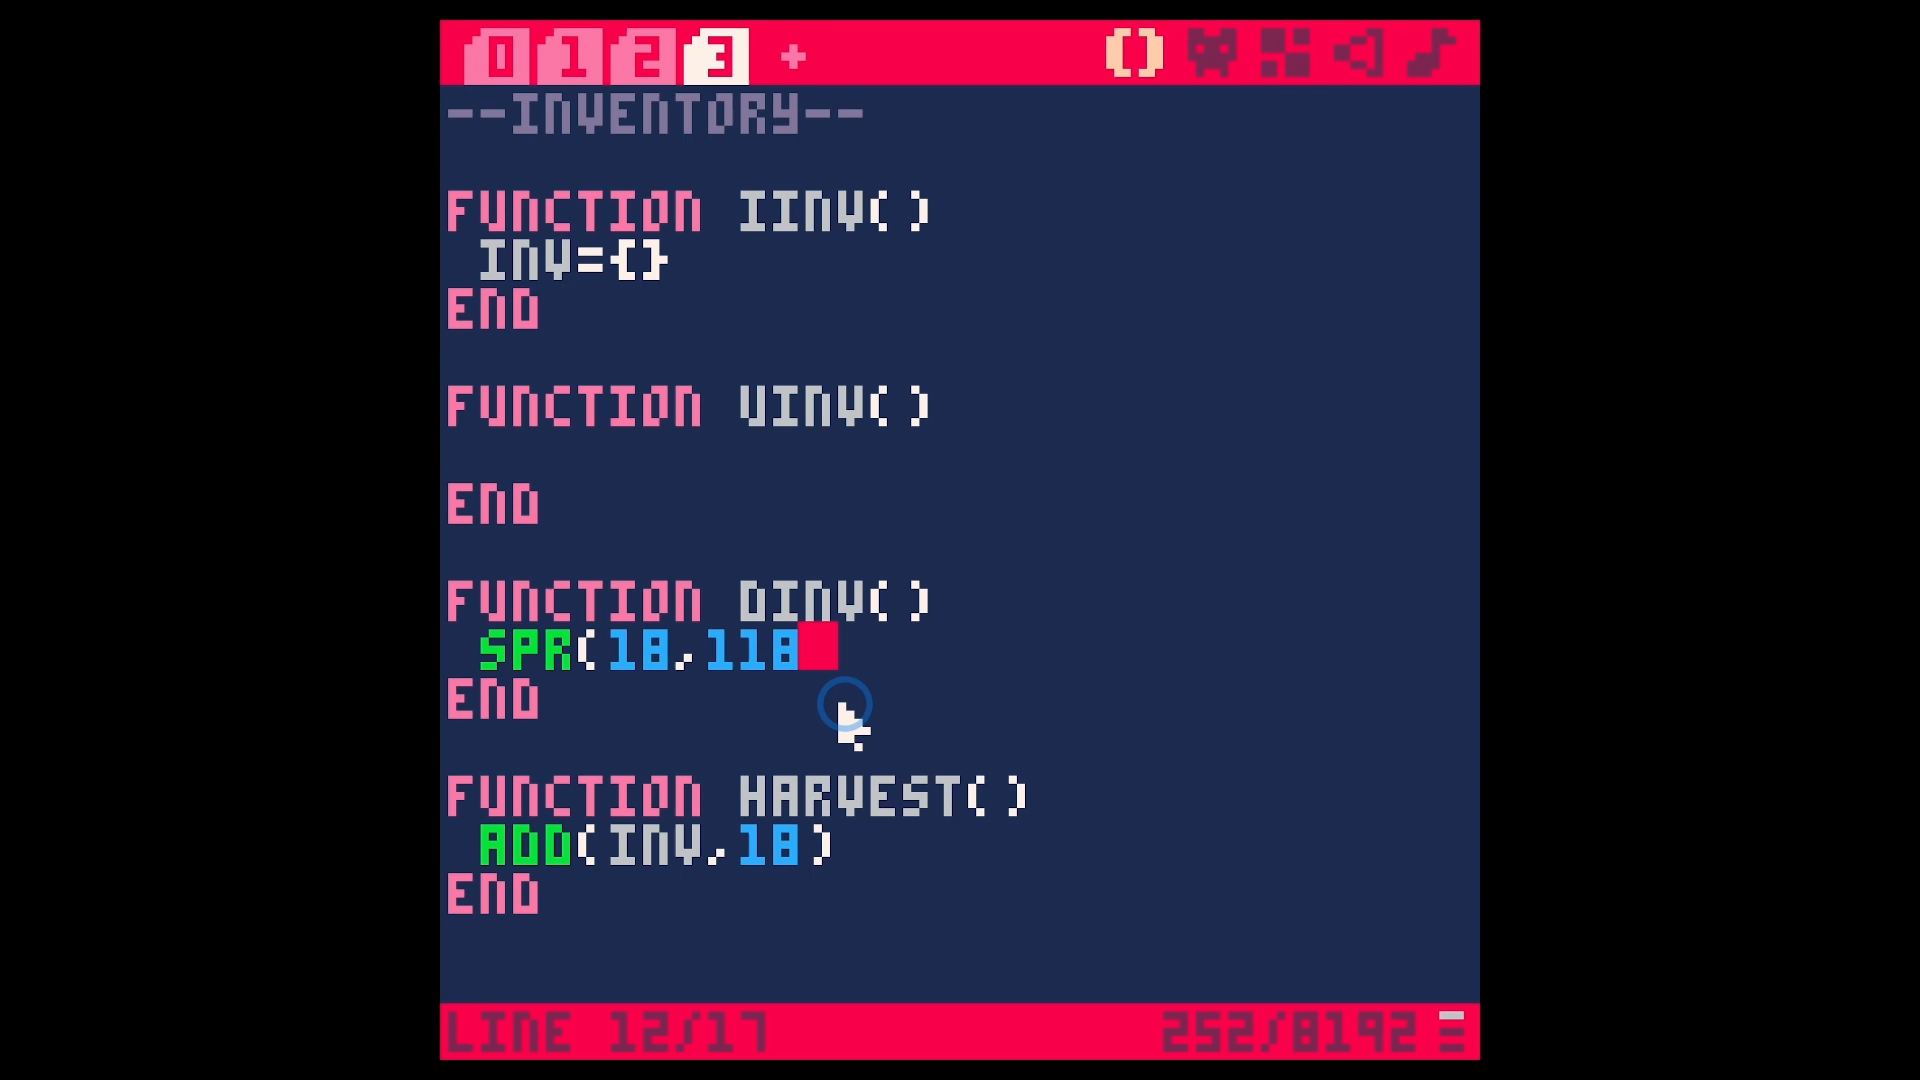 0 1 2 3 +
--INVENTORY--
FUNCTION IINV()
INV={}
END
FUNCTION UINV()
END
FUNCTION DINV()
SPR(18,118
END
FUNCTION HARVEST()
ADD(INV,18)
END
LINE 12/17 252/8192